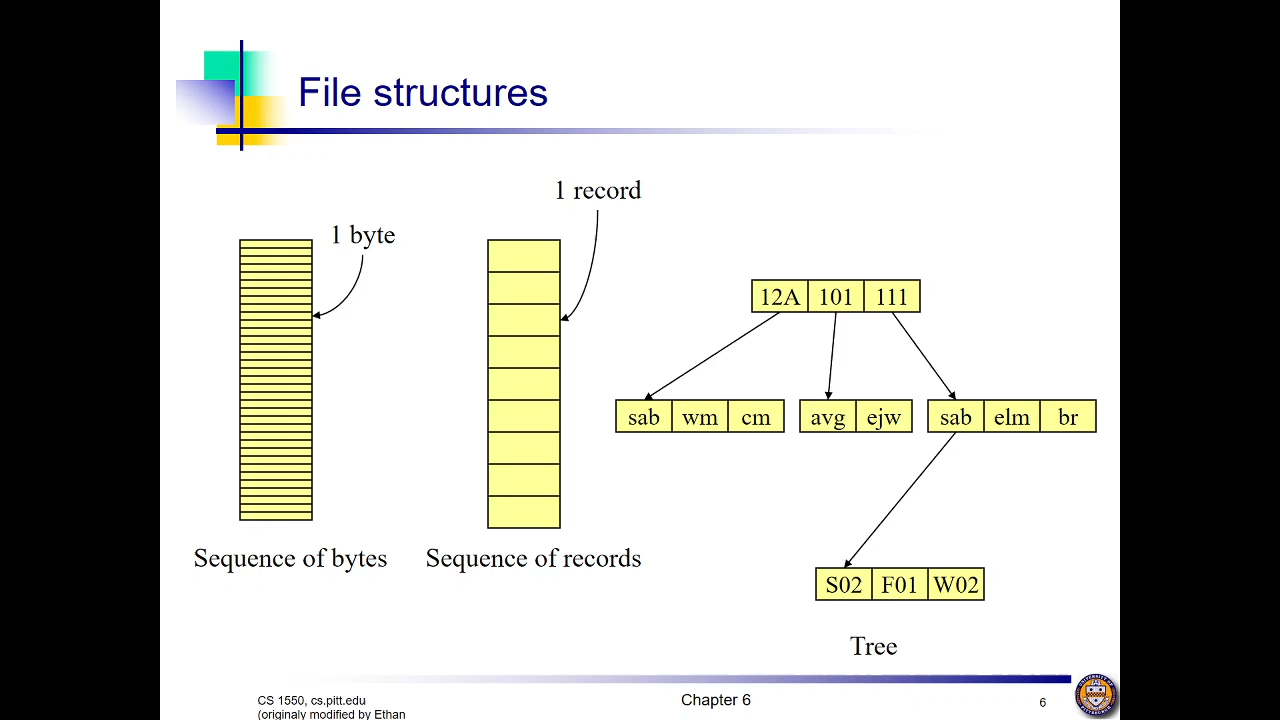 File structures
1 record
1 byte
12A 101 111
sab wm cm avg ejw sab elm br
Sequence of bytes
Sequence of records
S02 F01 W02
Tree
CS 1550, cs.pitt.edu
(originaly modified by Ethan
Chapter 6
6